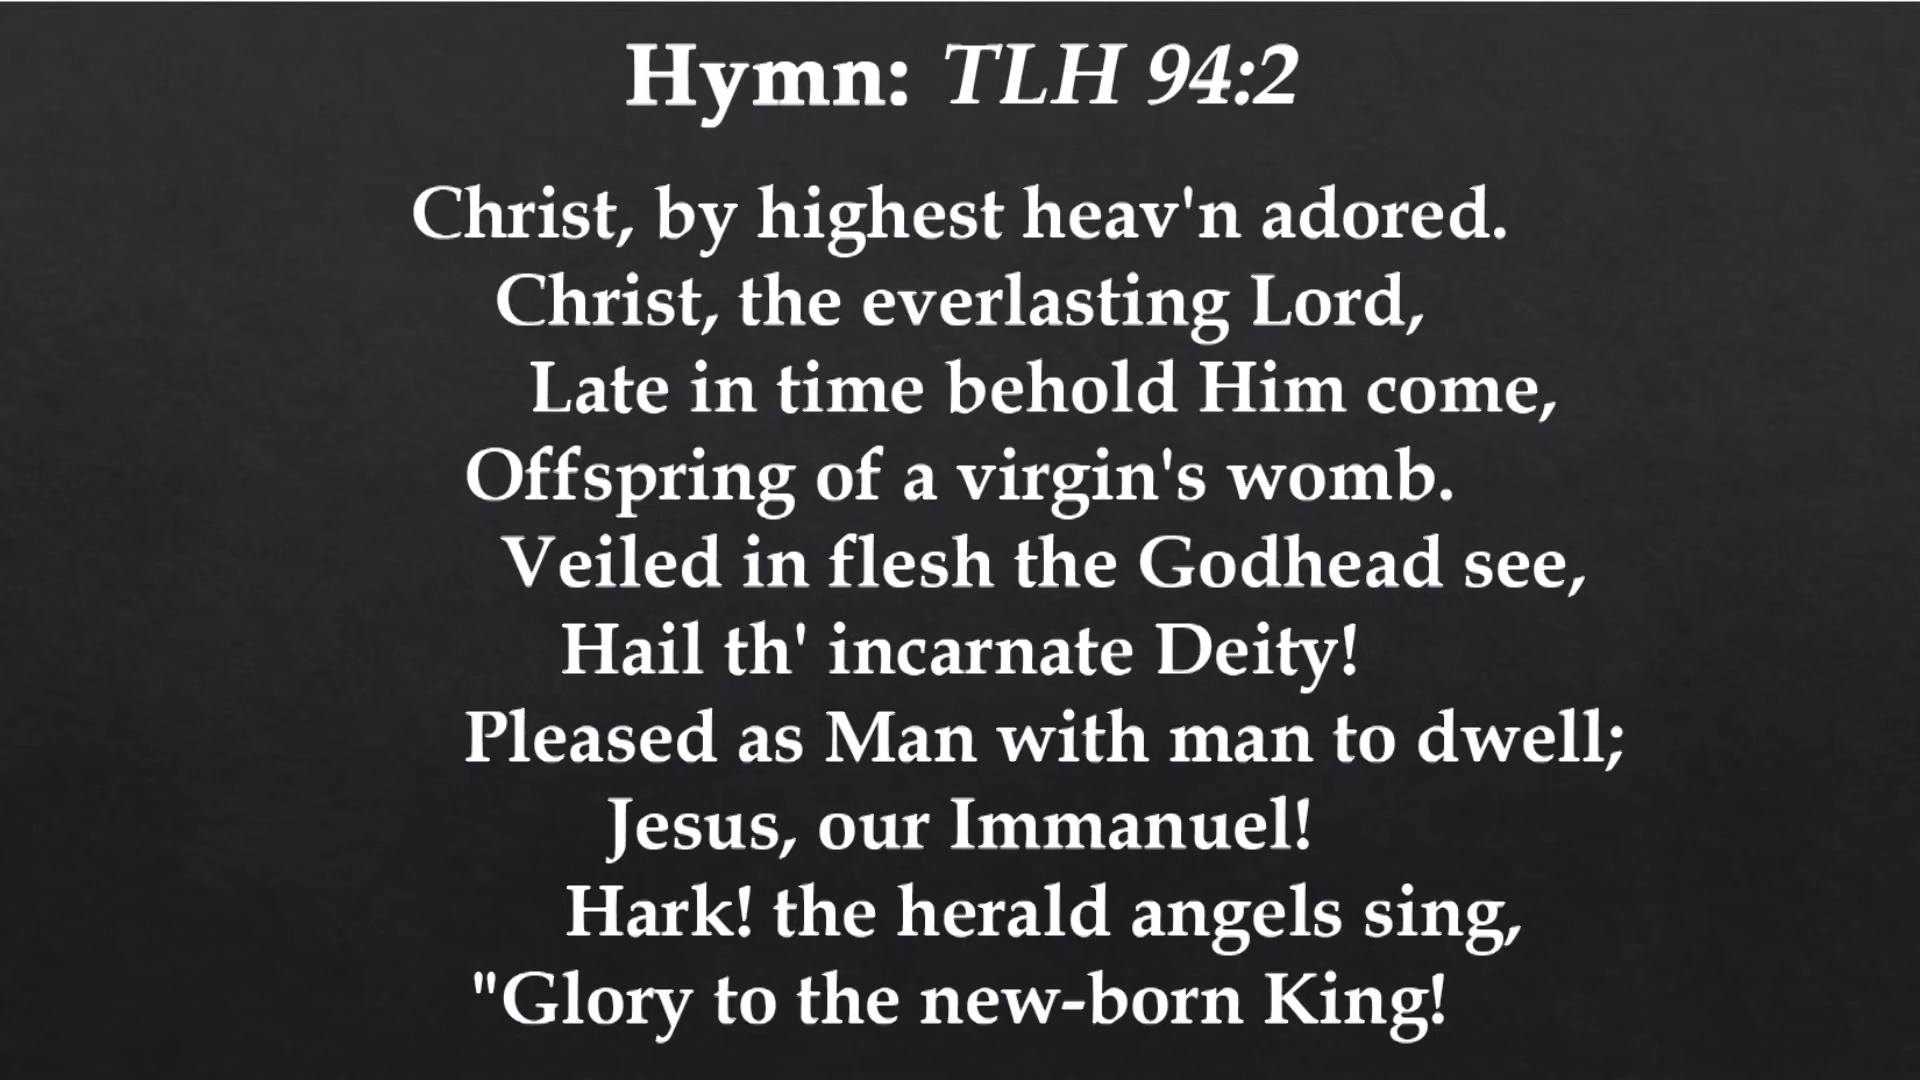 Hymn: TLH 94:2
Christ, by highest heav'n adored.
Christ, the everlasting Lord,
Late in time behold Him come,
Offspring of a virgin's womb.
Veiled in flesh the Godhead see,
Hail th' incarnate Deity!
Pleased as Man with man to dwell;
Jesus, our Immanuel!
Hark! the herald angels sing,
"Glory to the new-born King!